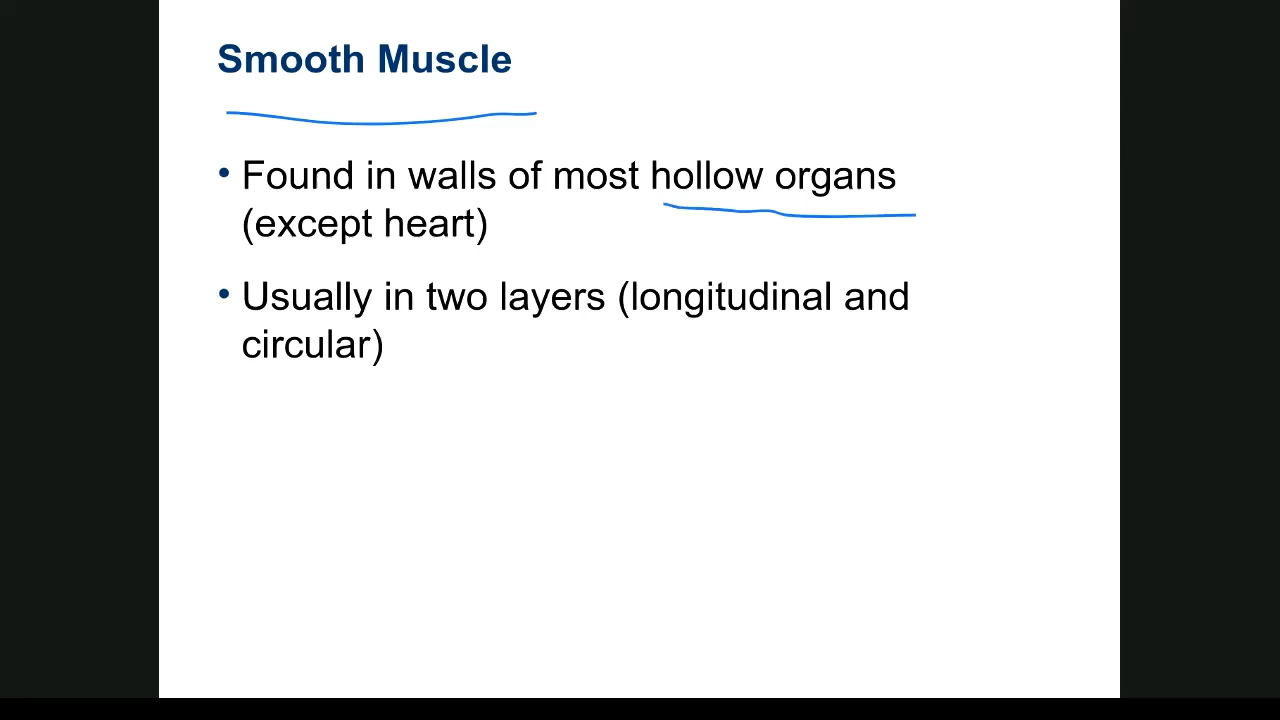 Smooth Muscle
• Found in walls of most hollow organs
(except heart)
• Usually in two layers (longitudinal and
circular)